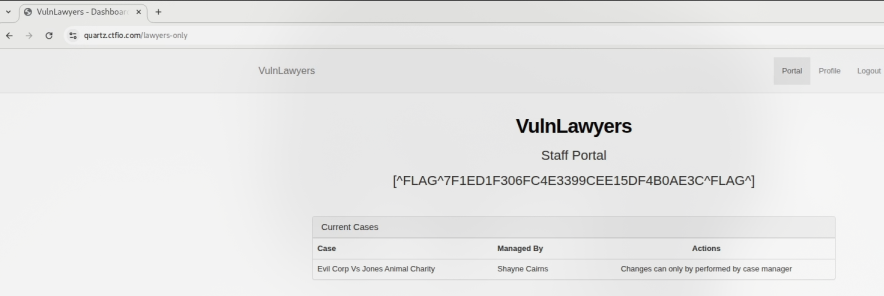 VulnLawyers - Dashboar
quartz.ctfio.com/lawyers-only
VulnLawyers Portal Profile Logout
VulnLawyers
Staff Portal
[^FLAG^7F1ED1F306FC4E3399CEE15DF4B0AE3C^FLAG^]
Current Cases
Case Managed By Actions
Evil Corp Vs Jones Animal Charity Shayne Cairns Changes can only by performed by case manager